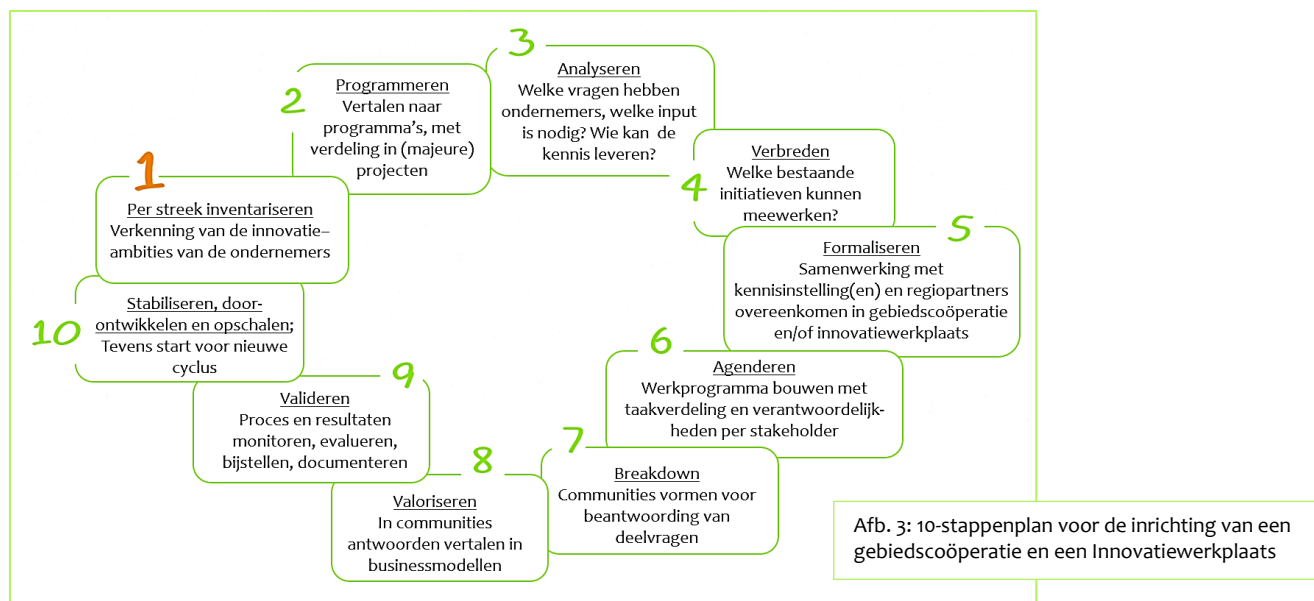 1
Per streek inventariseren
Verkenning van de innovatie–
ambities van de ondernemers
2
Programmeren
Vertalen naar
programma's, met
verdeling in (majeure)
projecten
3
Analyseren
Welke vragen hebben
ondernemers, welke input
is nodig? Wie kan de
kennis leveren?
4
Verbreden
Welke bestaande
initiatieven kunnen
meewerken?
5
Formaliseren
Samenwerking met
kennisinstelling(en) en regiopartners
overeenkomen in gebiedscoöperatie
en/of innovatiewerkplaats
6
Agenderen
Werkprogramma bouwen met
taakverdeling en verantwoordelijk-
heden per stakeholder
7
Breakdown
Communities vormen voor
beantwoording van
deelvragen
8
Valoriseren
In communities
antwoorden vertalen in
businessmodellen
9
Valideren
Proces en resultaten
monitoren, evalueren,
bijstellen, documenteren
10
Stabiliseren, door-
ontwikkelen en opschalen;
Tevens start voor nieuwe
cyclus
Afb. 3: 10-stappenplan voor de inrichting van een
gebiedscoöperatie en een Innovatiewerkplaats